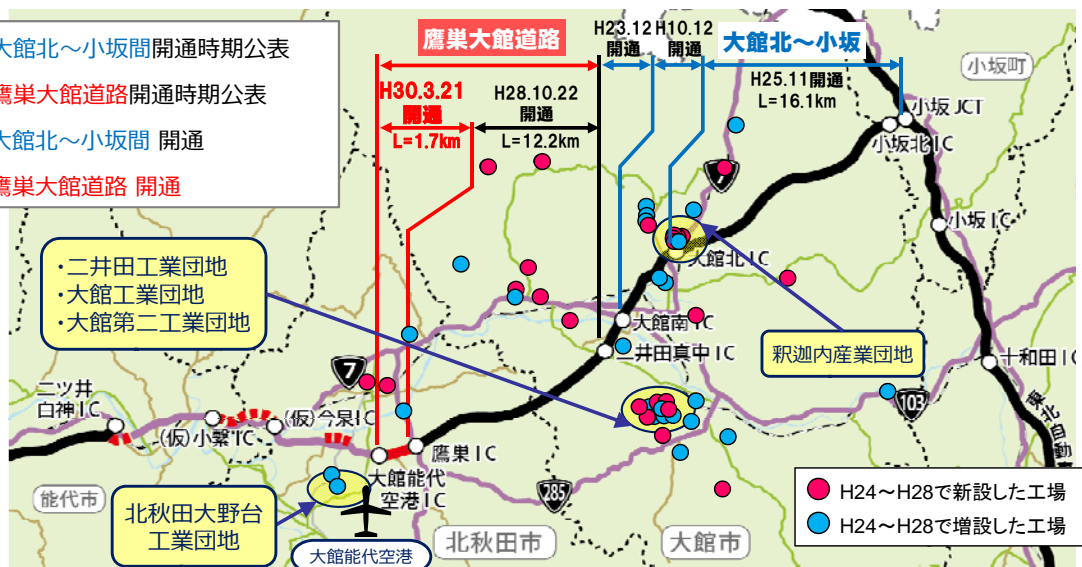 大館北～小坂間開通時期公表
鷹巣大館道路開通時期公表
大館北～小坂間 開通
鷹巣大館道路 開通
鷹巣大館道路
H23.12
開通
H10.12
開通
大館北～小坂
H25.11開通
L=16.1km
H30.3.21
開通
L=1.7km
H28.10.22
開通
L=12.2km
小坂町
小坂JCT
小坂北IC
小坂IC
7
大館北IC
・二井田工業団地
・大館工業団地
・大館第二工業団地
大館南IC
二井田真中IC
釈迦内産業団地
十和田IC
103
東北自動車
7
二ツ井
白神IC
(仮)小繋IC
(仮)今泉IC
鷹巣IC
大館能代
空港IC
285
能代市
北秋田大野台
工業団地
大館能代空港
北秋田市
大館市
H24～H28で新設した工場
H24～H28で増設した工場